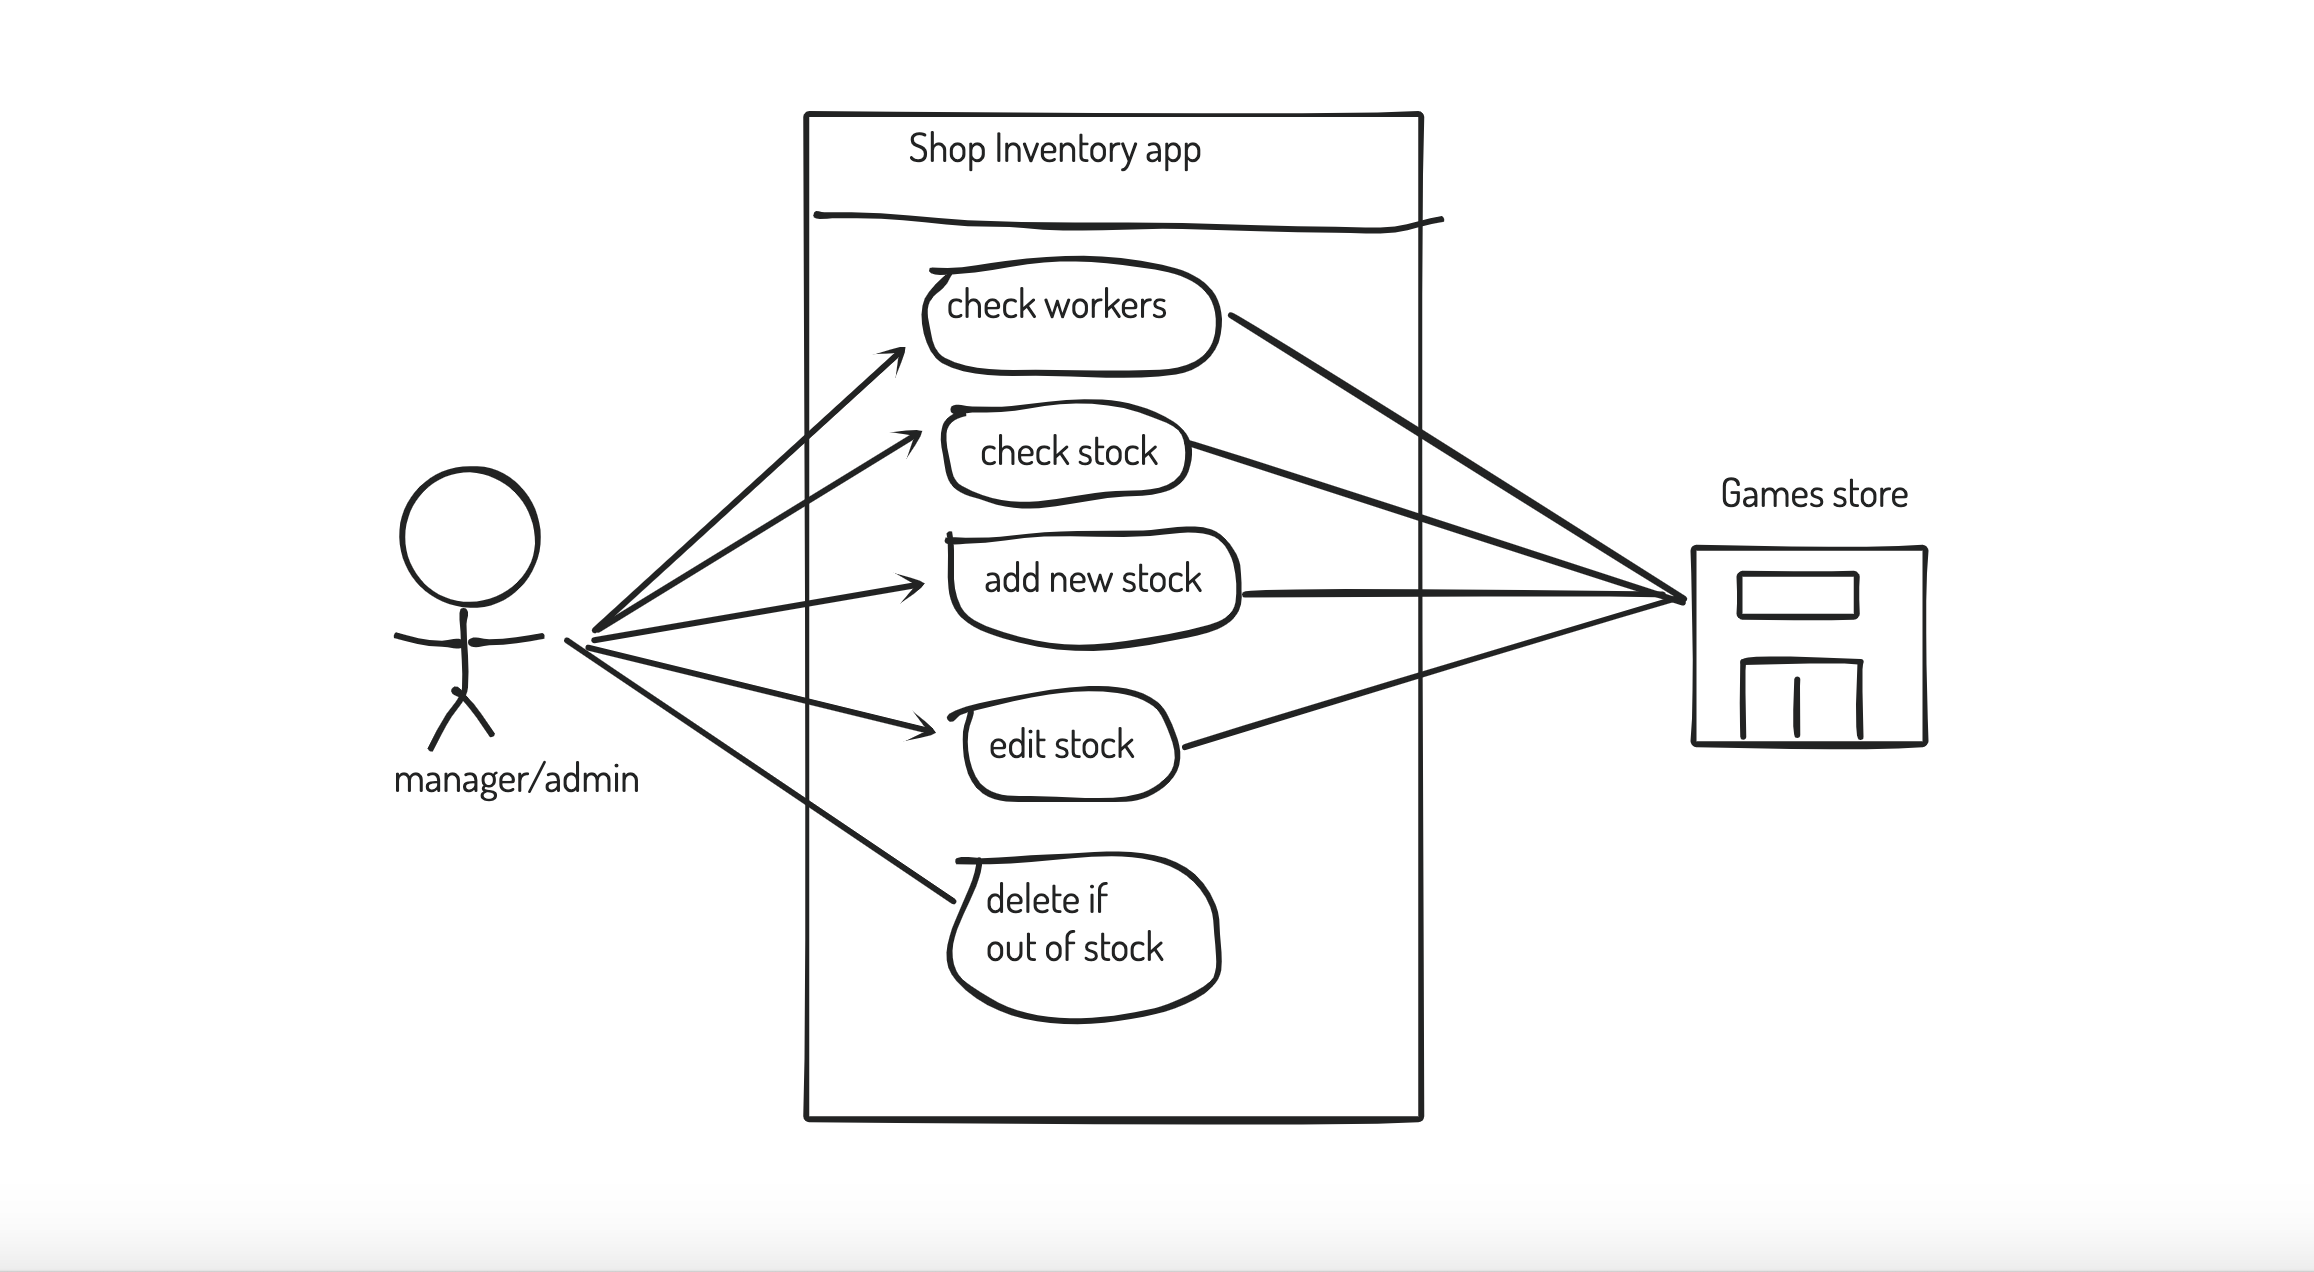 Shop Inventory app
check workers
check stock
Games store
add new stock
edit stock
manager/admin
delete if
out of stock